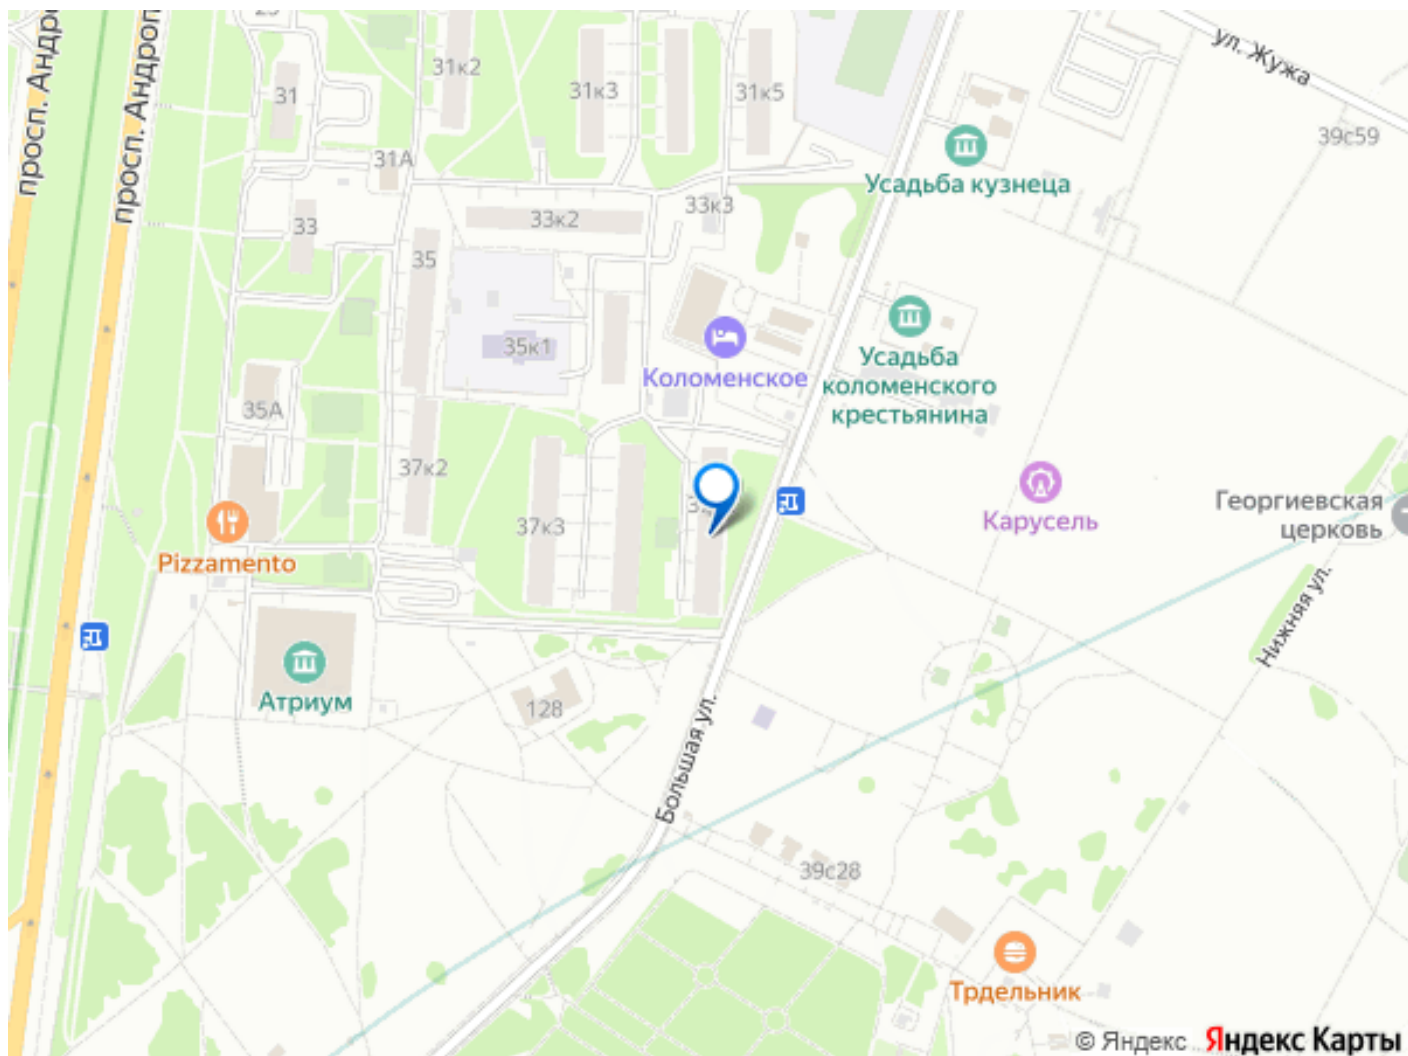 просп. Андроп
просп. Андро
31к2
31
31к3
31к5
ул. Жужа
39с59
31А
Усадьба кузнеца
33к3
33к2
33
35
35к1
Коломенское
Усадьба
коломенского
крестьянина
35А
37к2
37к3
Карусель
Георгиевская
церковь
Pizzamento
Нижняя ул.
Атриум
128
Большая ул.
39с28
Трдельник
© Яндекс
Яндекс Карты